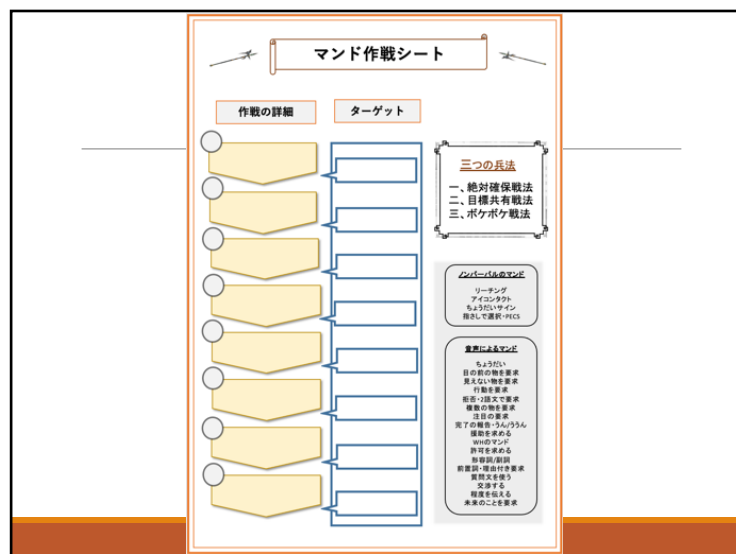 マンド作戦シート
作戦の詳細
ターゲット
三つの兵法
一、絶対確保戦法
二、目標共有戦法
三、ボケボケ戦法
ノンバーバルのマンド
リーチング
アイコンタクト
ちょうだいサイン
指さしで選択・PECS
音声によるマンド
ちょうだい
目の前の物を要求
見えない物を要求
行動を要求
拒否・2語文で要求
複数の物を要求
注目の要求
完了の報告・うん/ううん
援助を求める
WHのマンド
許可を求める
形容詞/副詞
前置詞・理由付き要求
質問文を使う
交渉する
程度を伝える
未来のことを要求